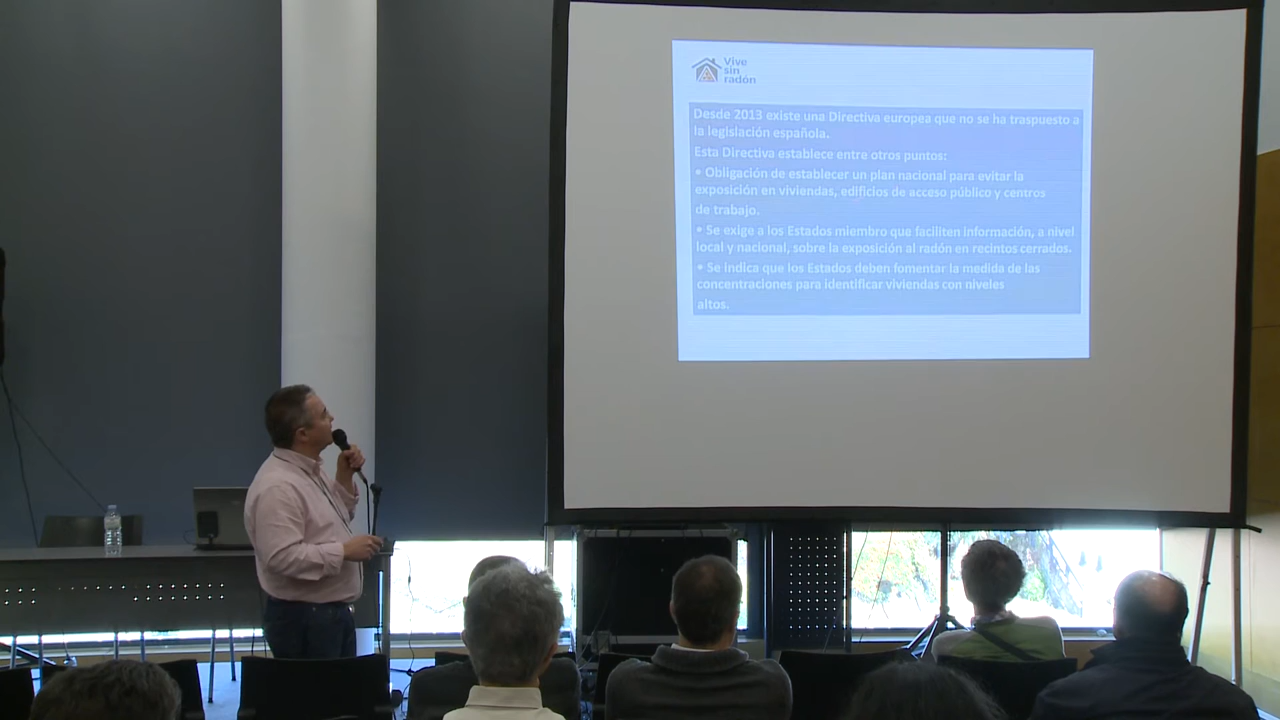 Vive
sin
radón
Desde 2013 existe una Directiva europea que no se ha traspuesto a
la legislación española.
Esta Directiva establece entre otros puntos:
• Obligación de establecer un plan nacional para evitar la
exposición en viviendas, edificios de acceso público y centros
de trabajo.
• Se exige a los Estados miembro que faciliten información, a nivel
local y nacional, sobre la exposición al radón en recintos cerrados.
• Se indica que los Estados deben fomentar la medida de las
concentraciones para identificar viviendas con niveles
altos.